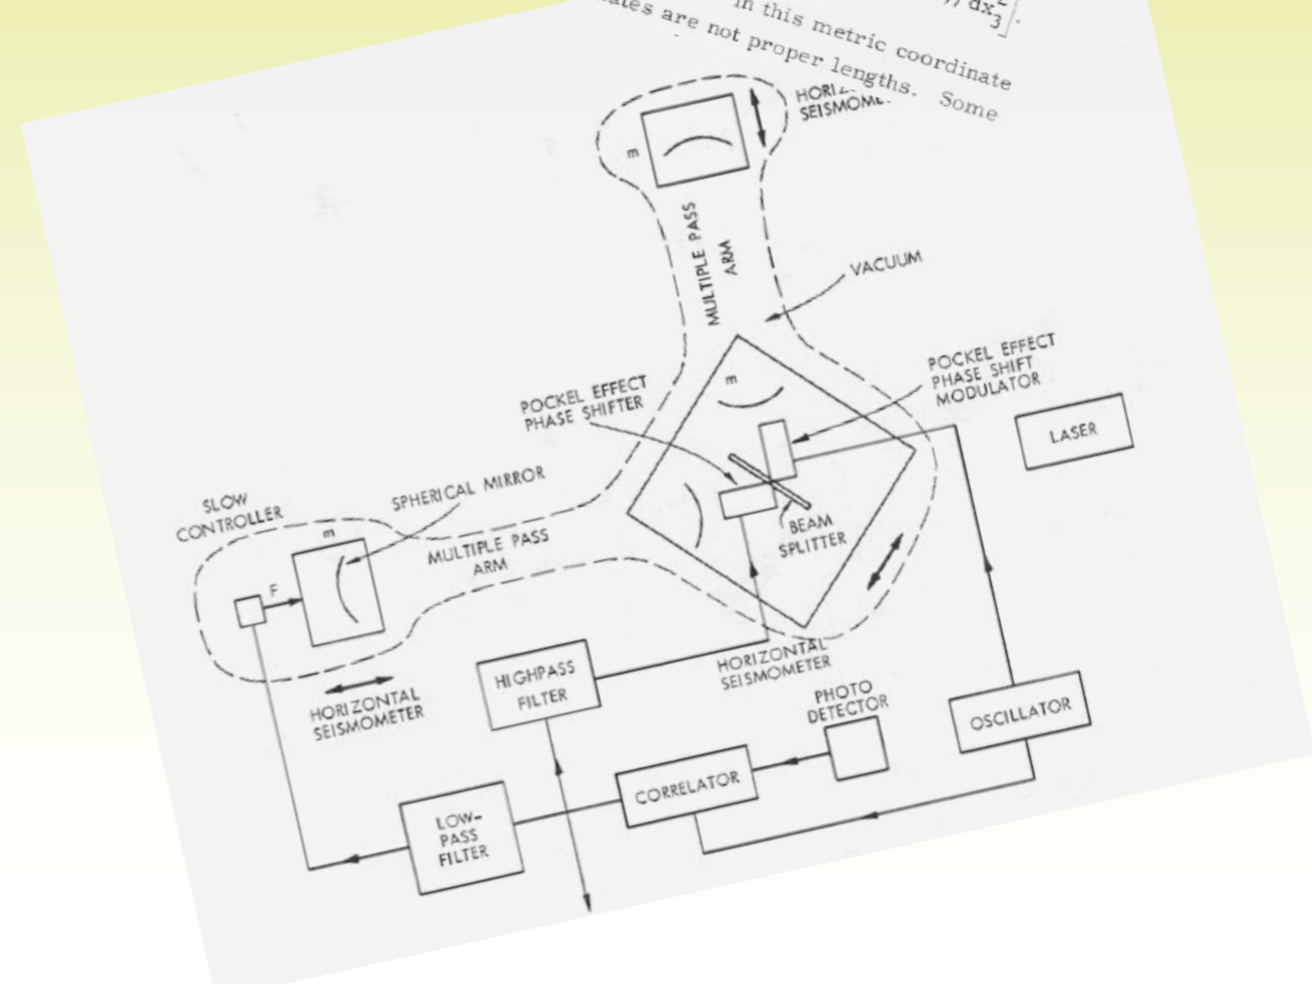 dx₃²
in this metric coordinate
ates are not proper lengths. Some
SEISMOME
m
MULTIPLE PASS
ARM
VACUUM
POCKEL EFFECT
PHASE SHIFT
MODULATOR
LASER
m
POCKEL EFFECT
PHASE SHIFTER
SPHERICAL MIRROR
SLOW
CONTROLLER
m
MULTIPLE PASS
ARM
BEAM
SPLITTER
F
HORIZONTAL
SEISMOMETER
HIGHPASS
FILTER
HORIZONTAL
SEISMOMETER
PHOTO
DETECTOR
OSCILLATOR
CORRELATOR
LOW-
PASS
FILTER